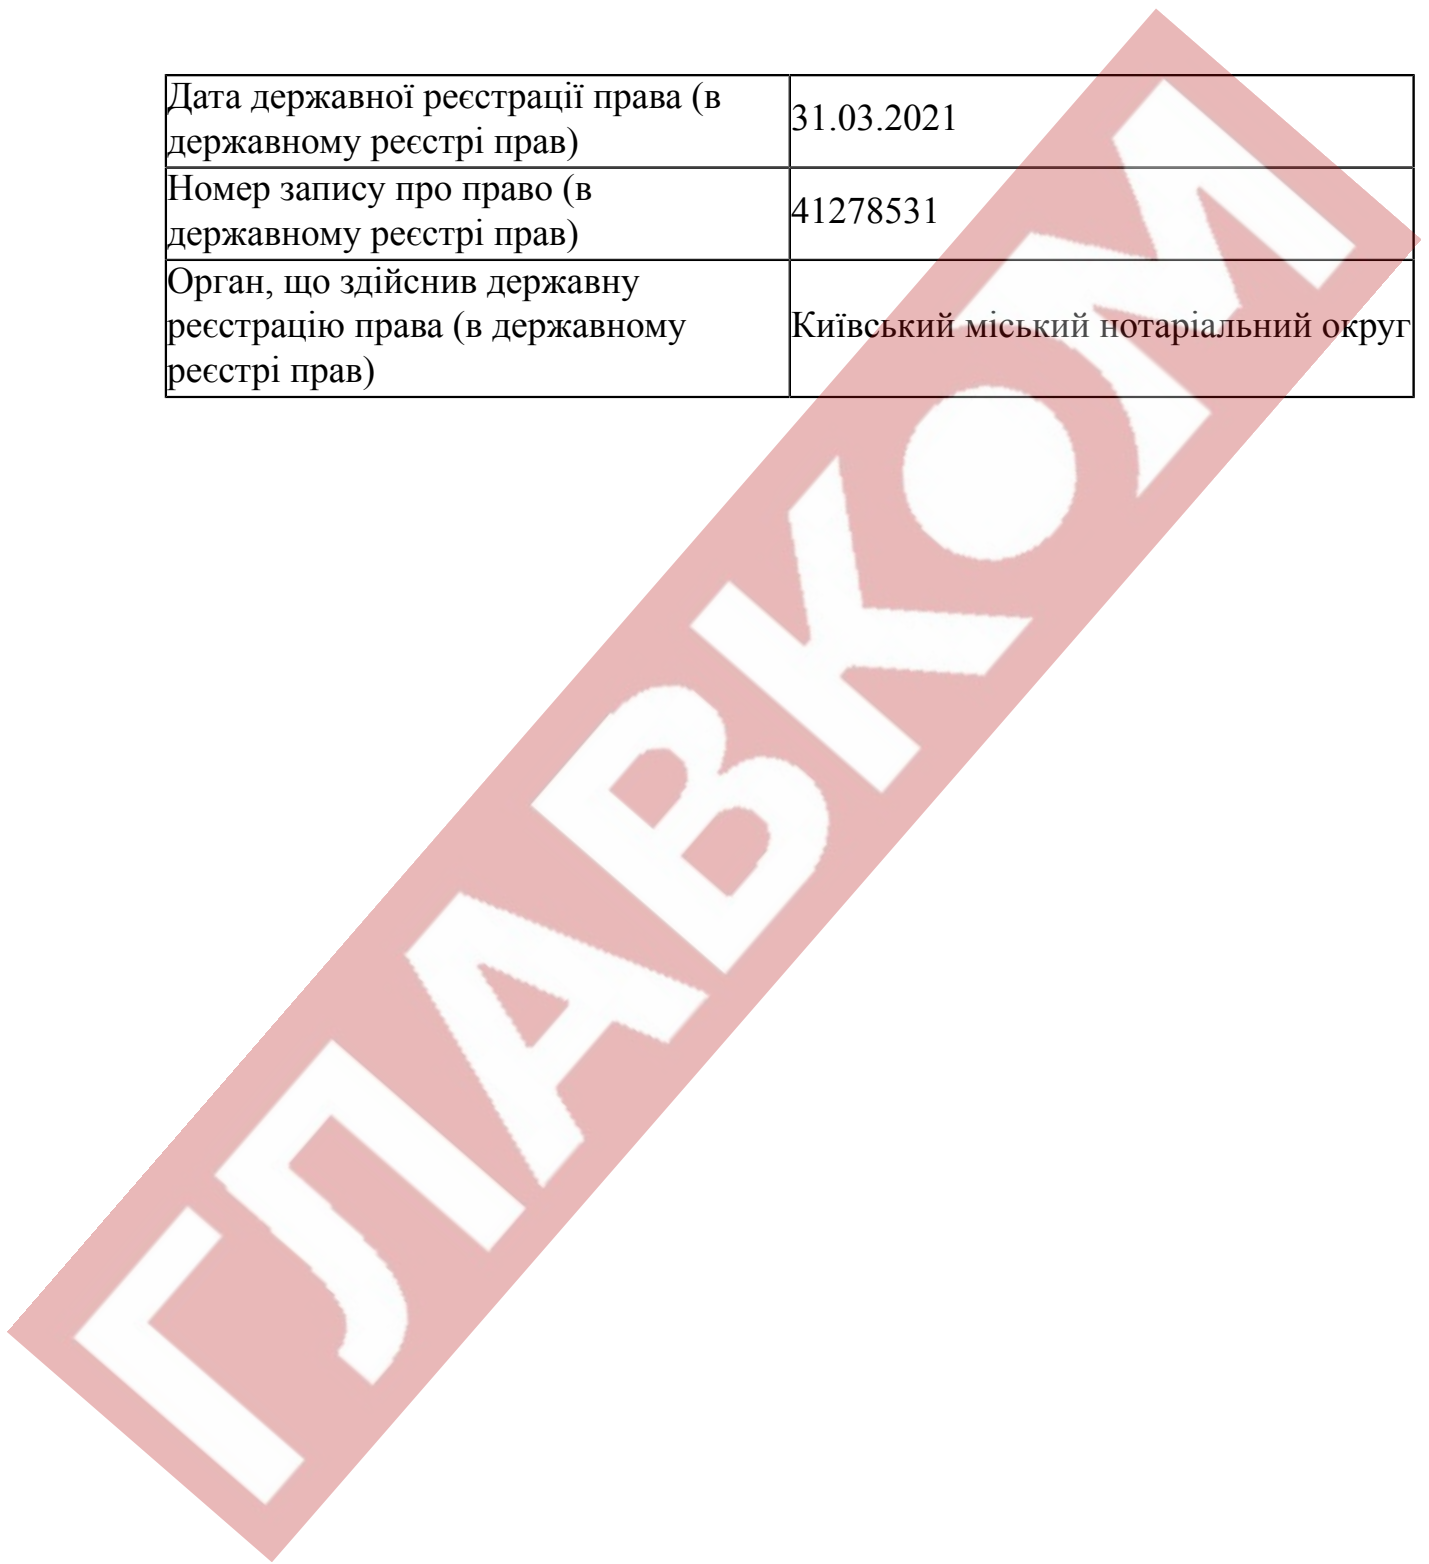 Дата державної реєстрації права (в
державному реєстрі прав)
31.03.2021
Номер запису про право (в
державному реєстрі прав)
41278531
Орган, що здійснив державну
реєстрацію права (в державному
реєстрі прав)
Київський міський нотаріальний округ
ГЛАВКОМ